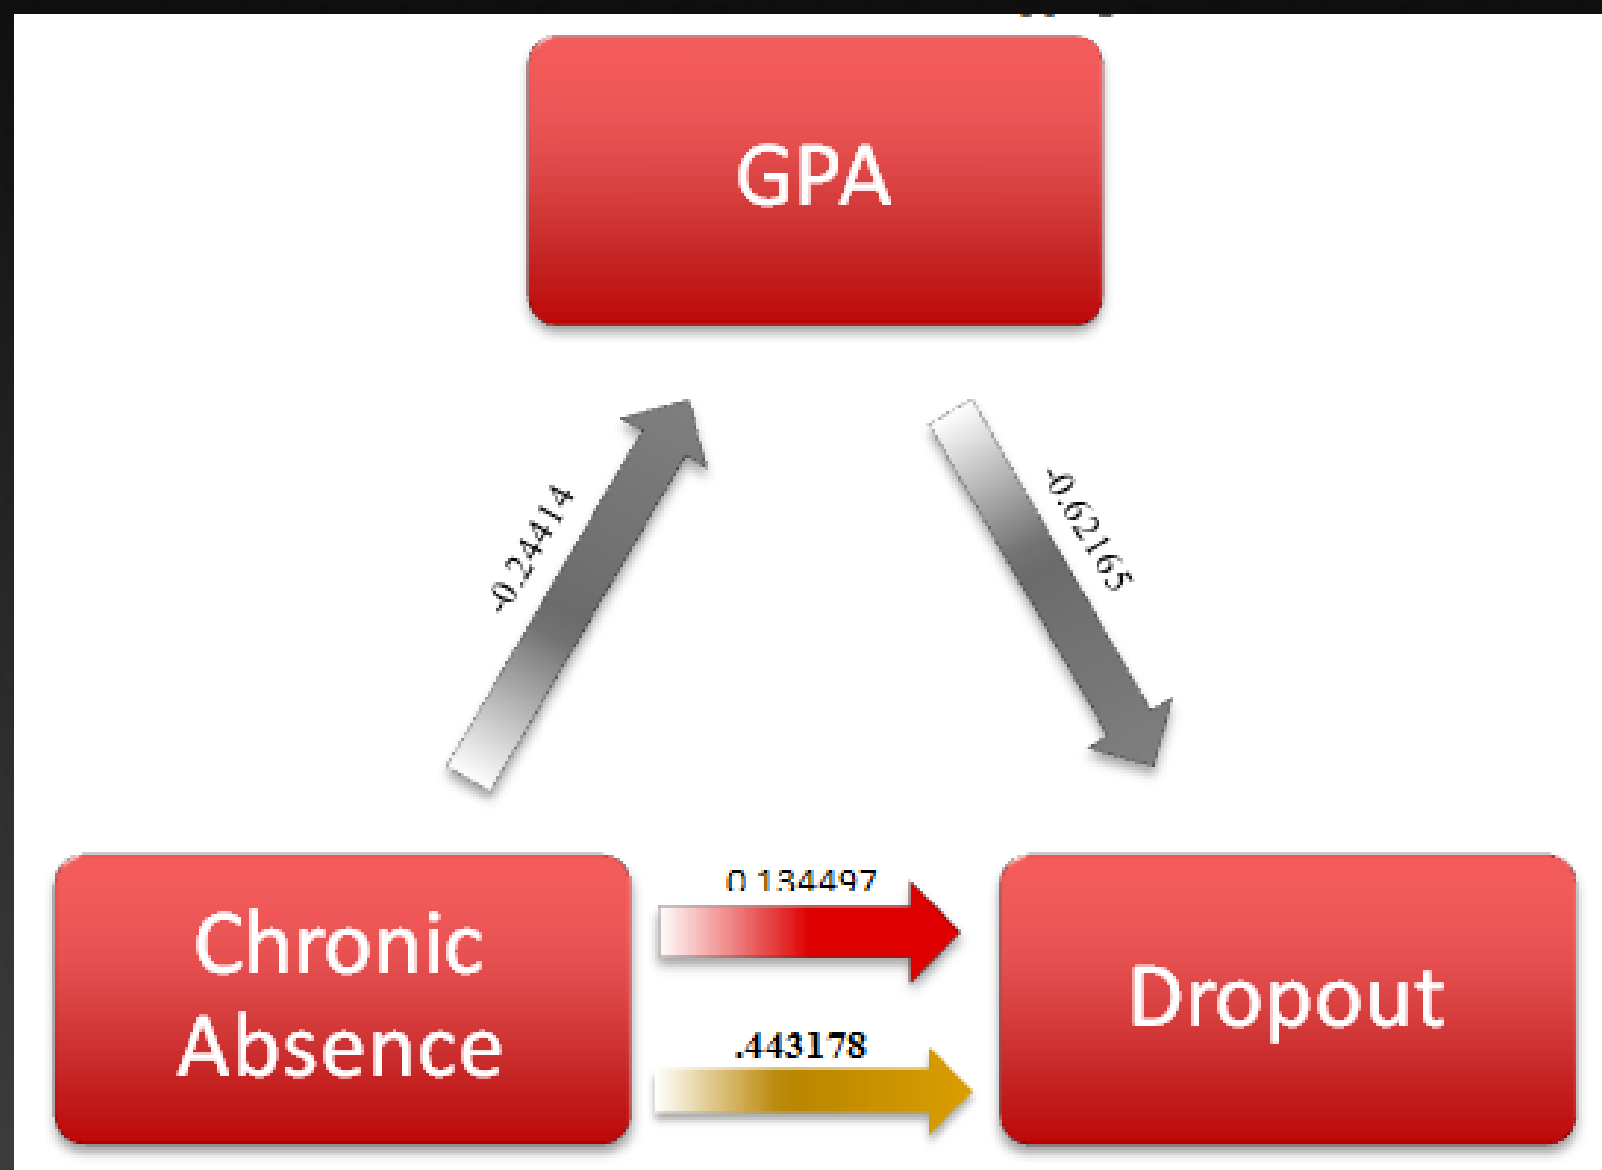 GPA
-0.24414
-0.62165
Chronic
Absence
0.134497
.443178
Dropout